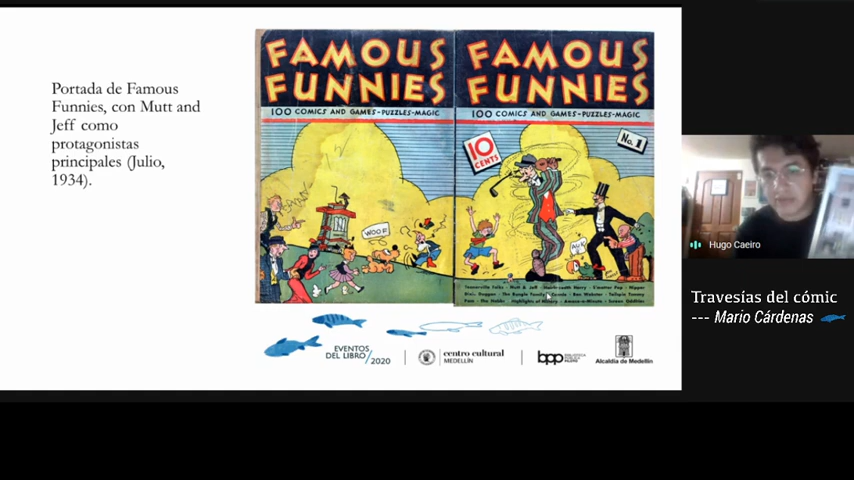 Portada de Famous
Funnies, con Mutt and
Jeff como
protagonistas
principales (Julio,
1934).
FAMOUS
FUNNIES
100 COMICS AND GAMES-PUZZLES-MAGIC
WOOF
FAMOUS
FUNNIES
100 COMICS AND GAMES-PUZZLES-MAGIC
10
CENTS
No. 1
EVENTOS
DEL LIBRO/2020
centro cultural
MEDELLÍN
bpp
Alcaldía de Medellín
Hugo Caeiro
Travesías del cómic
--- Mario Cárdenas